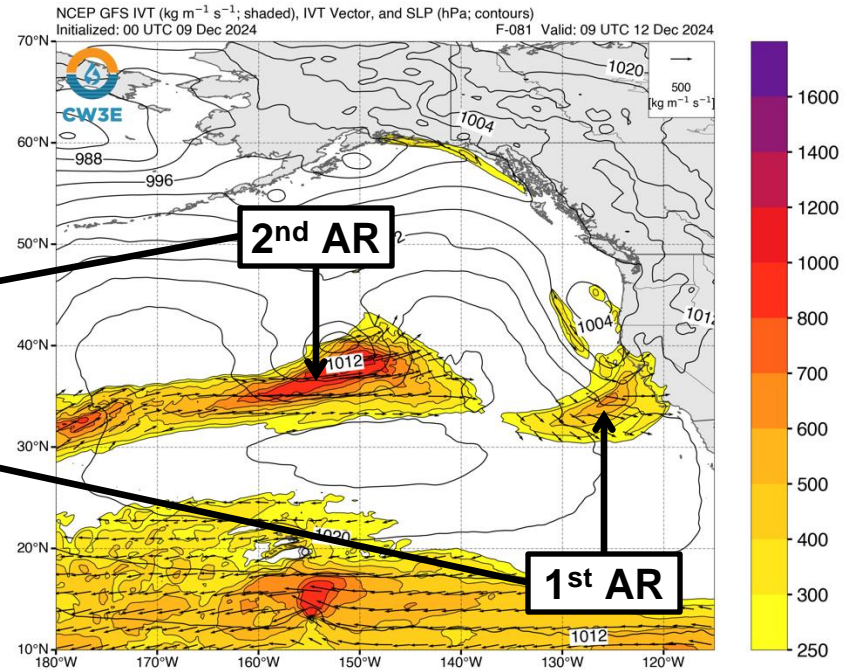 NCEP GFS IVT (kg m⁻¹ s⁻¹; shaded), IVT Vector, and SLP (hPa; contours)
Initialized: 00 UTC 09 Dec 2024 F-081 Valid: 09 UTC 12 Dec 2024
70°N
CW3E
1020
500
[kg m⁻¹ s⁻¹]
1600
1400
1200
1000
800
700
600
500
400
300
250
1004
60°N
988
996
50°N
2nd AR
40°N
1004
1012
1012
30°N
20°N
1020
1st AR
1012
10°N
180°W 170°W 160°W 150°W 140°W 130°W 120°W